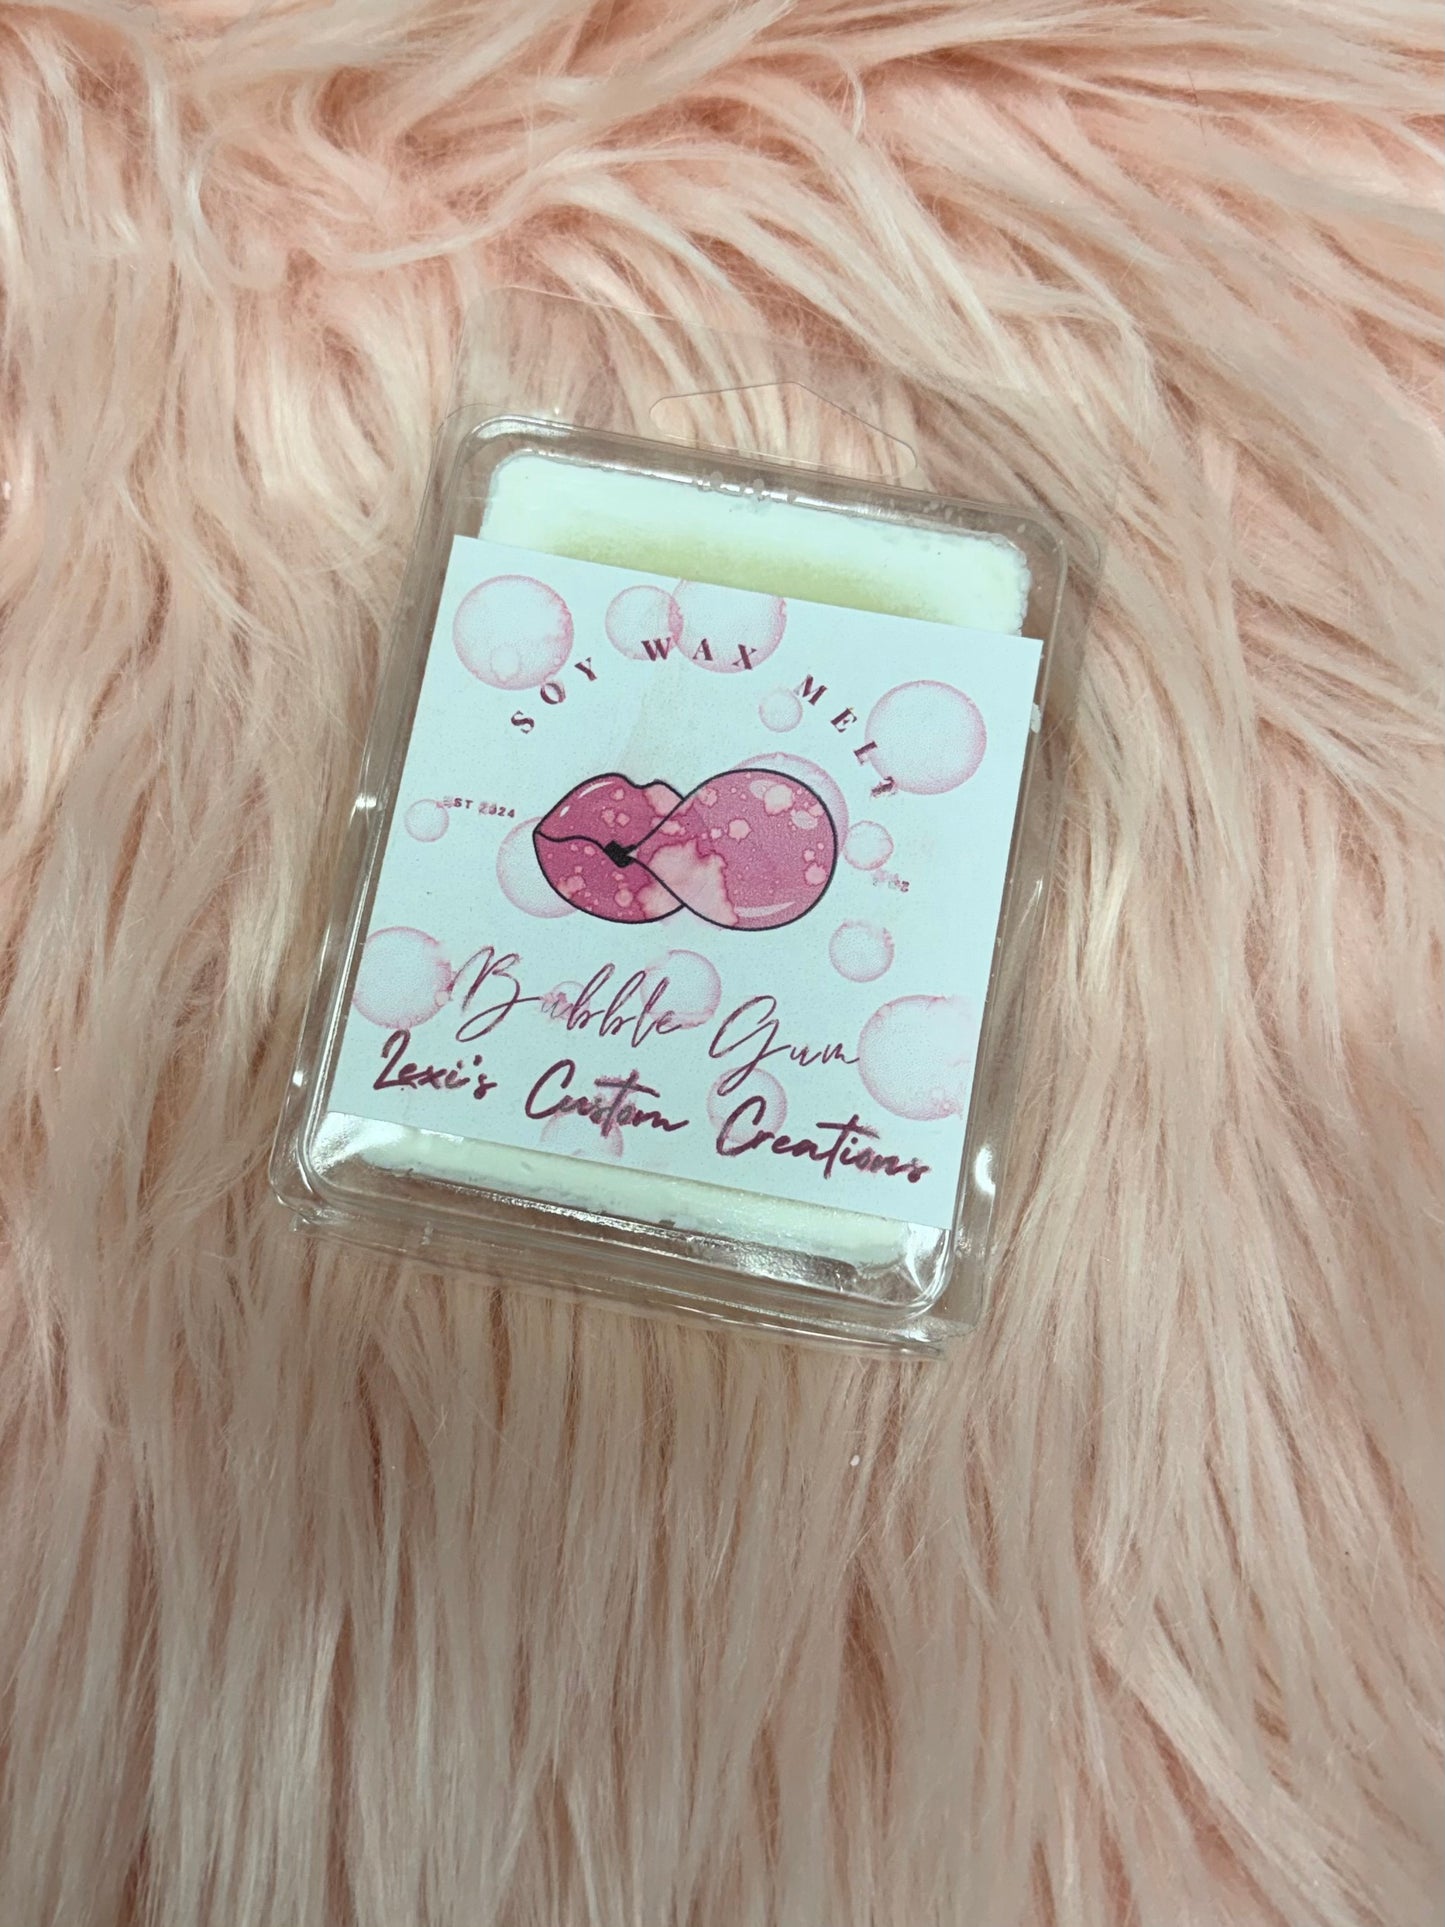 SOY WAX MELT
EST 2024
Bubble Gum
Lexi's Custom Creations